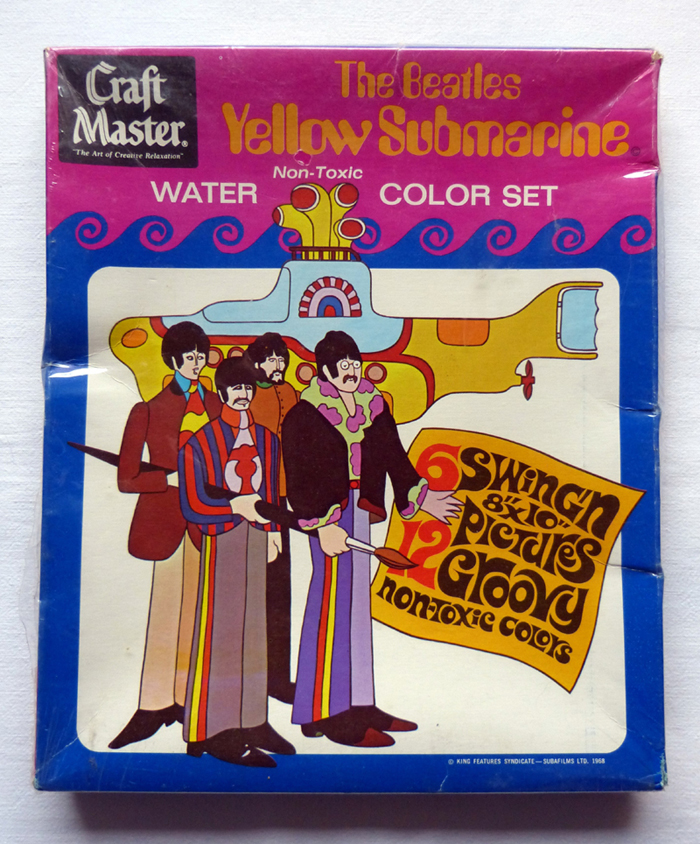 Craft
Master®
"The Art of Creative Relaxation"
The Beatles
Yellow Submarine®
Non-Toxic
WATER COLOR SET
6 SWiNG'N
8"x10"
PicTuRES
12 GROOVy
NON-TOXiC COLORS
© KING FEATURES SYNDICATE—SUBAFILMS LTD. 1968